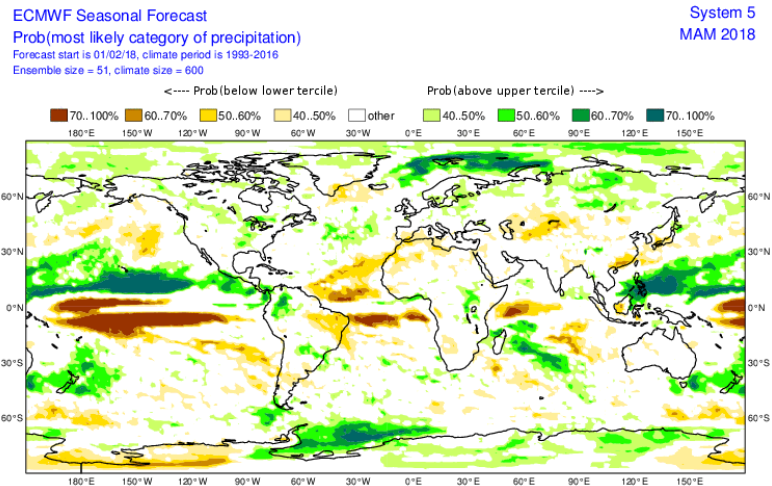 ECMWF Seasonal Forecast
System 5
Prob(most likely category of precipitation)
MAM 2018
Forecast start is 01/02/18, climate period is 1993-2016
Ensemble size = 51, climate size = 600
<---- Prob(below lower tercile) Prob(above upper tercile) ---->
70..100% 60..70% 50..60% 40..50% other 40..50% 50..60% 60..70% 70..100%
180°E 150°W 120°W 90°W 60°W 30°W 0°E 30°E 60°E 90°E 120°E 150°E
60°N 60°N
30°N 30°N
0°N 0°N
30°S 30°S
60°S 60°S
180°E 150°W 120°W 90°W 60°W 30°W 0°E 30°E 60°E 90°E 120°E 150°E